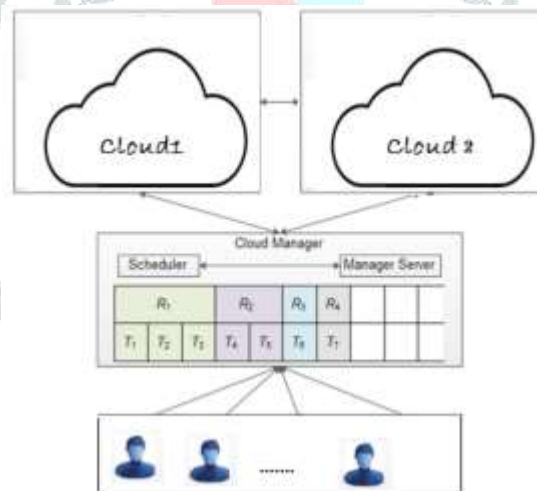 Cloud1 Cloud 2
Cloud Manager
Scheduler Manager Server
R₁ R₂ R₃ R₄
T₁ T₂ T₃ T₄ T₅ T₆ T₇
.......